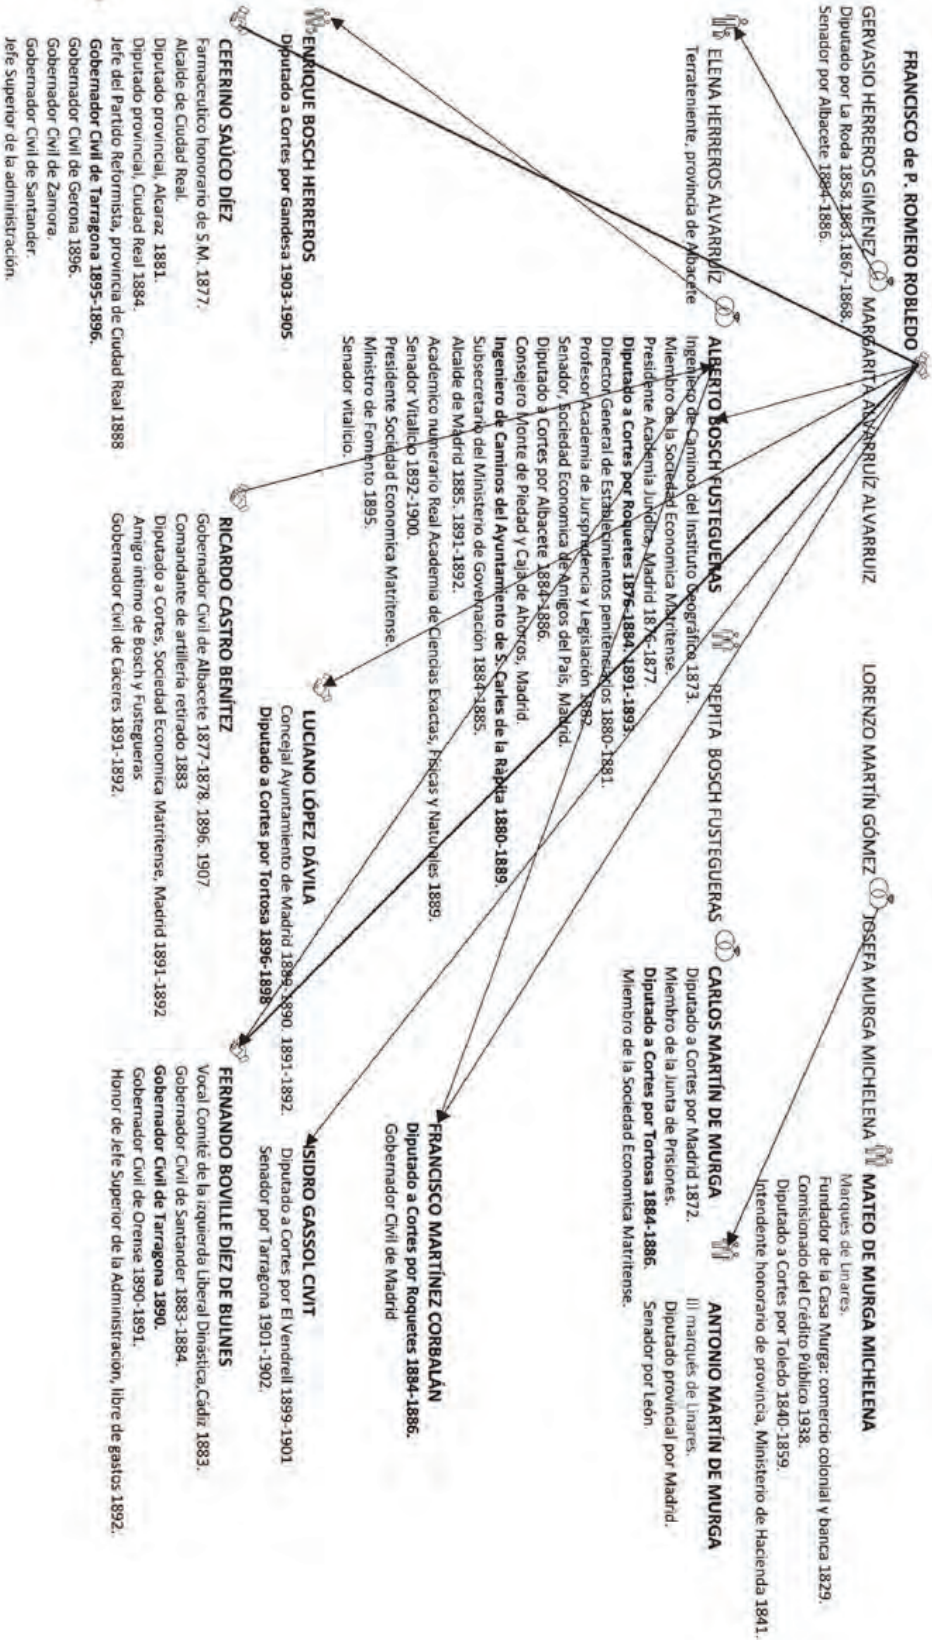 FRANCISCO de P. ROMERO ROBLEDO
GERVASIO HERREROS GIMENEZ
Diputado por La Roda 1858.1863.1867-1868.
Senador por Albacete 1884-1886.
MARGARITA ALVARRUÍZ ALVARRUIZ
LORENZO MARTÍN GÓMEZ
JOSEFA MURGA MICHELENA
MATEO DE MURGA MICHELENA
Marqués de Linares.
Fundador de la Casa Murga: comercio colonial y banca 1829.
Comisionado del Crédito Público 1938.
Diputado a Cortes por Toledo 1840-1859.
Intendente honorario de provincia, Ministerio de Hacienda 1841.
ELENA HERREROS ALVARRUÍZ
Terrateniente, provincia de Albacete
ALBERTO BOSCH FUSTEGUERAS
Ingeniero de Caminos del Instituto Geográfico 1873.
Miembro de la Sociedad Economica Matritense.
Presidente Academia Jurídica, Madrid 1876-1877.
Diputado a Cortes por Roquetes 1876-1884. 1891-1893.
Director General de Establecimientos penitenciarios 1880-1881.
Profesor Academia de Jursprudencia y Legislación 1882.
Senador, Sociedad Economica de Amigos del País, Madrid.
Diputado a Cortes por Albacete 1884-1886.
Consejero Monte de Piedad y Caja de Ahorros, Madrid.
Ingeniero de Caminos del Ayuntamiento de S. Carles de la Ràpita 1880-1889.
Subsecretario del Ministerio de Governación 1884-1885.
Alcalde de Madrid 1885. 1891-1892.
Academico numerario Real Academia de Ciencias Exactas, Físicas y Naturales 1889.
Senador Vitalicio 1892-1900.
Presidente Sociedad Economica Matritense.
Ministro de Fomento 1895.
Senador vitalicio.
PEPITA BOSCH FUSTEGUERAS
CARLOS MARTÍN DE MURGA
Diputado a Cortes por Madrid 1872.
Miembro de la Junta de Prisiones.
Diputado a Cortes por Tortosa 1884-1886.
Miembro de la Sociedad Economica Matritense.
ANTONIO MARTÍN DE MURGA
III marqués de Linares.
Diputado provincial por Madrid.
Senador por León
FRANCISCO MARTÍNEZ CORBALÁN
Diputado a Cortes por Roquetes 1884-1886.
Gobernador Civil de Madrid
ENRIQUE BOSCH HERREROS
Diputado a Cortes por Gandesa 1903-1905
LUCIANO LÓPEZ DÁVILA
Concejal Ayuntamiento de Madrid 1889-1890. 1891-1892.
Diputado a Cortes por Tortosa 1896-1898
ISIDRO GASSOL CIVIT
Diputado a Cortes por El Vendrell 1899-1901
Senador por Tarragona 1901-1902.
CEFERINO SAÚCO DÍEZ
Farmaceutico honorario de S.M. 1877.
Alcalde de Ciudad Real.
Diputado provincial, Alcaraz 1881.
Diputado provincial, Ciudad Real 1884.
Jefe del Partido Reformista, provincia de Ciudad Real 1888
Gobernador Civil de Tarragona 1895-1896.
Gobernador Civil de Gerona 1896.
Gobernador Civil de Zamora.
Gobernador Civil de Santander.
Jefe Superior de la administración.
RICARDO CASTRO BENÍTEZ
Gobernador Civil de Albacete 1877-1878. 1896. 1907.
Comandante de artillería retirado 1883
Diputado a Cortes, Sociedad Economica Matritense, Madrid 1891-1892
Amigo intimo de Bosch y Fustegueras
Gobernador Civil de Cáceres 1891-1892.
FERNANDO BOVILLE DÍEZ DE BULNES
Vocal Comité de la izquierda Liberal Dinástica,Cádiz 1883.
Gobernador Civil de Santander 1883-1884.
Gobernador Civil de Tarragona 1890.
Gobernador Civil de Orense 1890-1891.
Honor de Jefe Superior de la Administración, libre de gastos 1892.